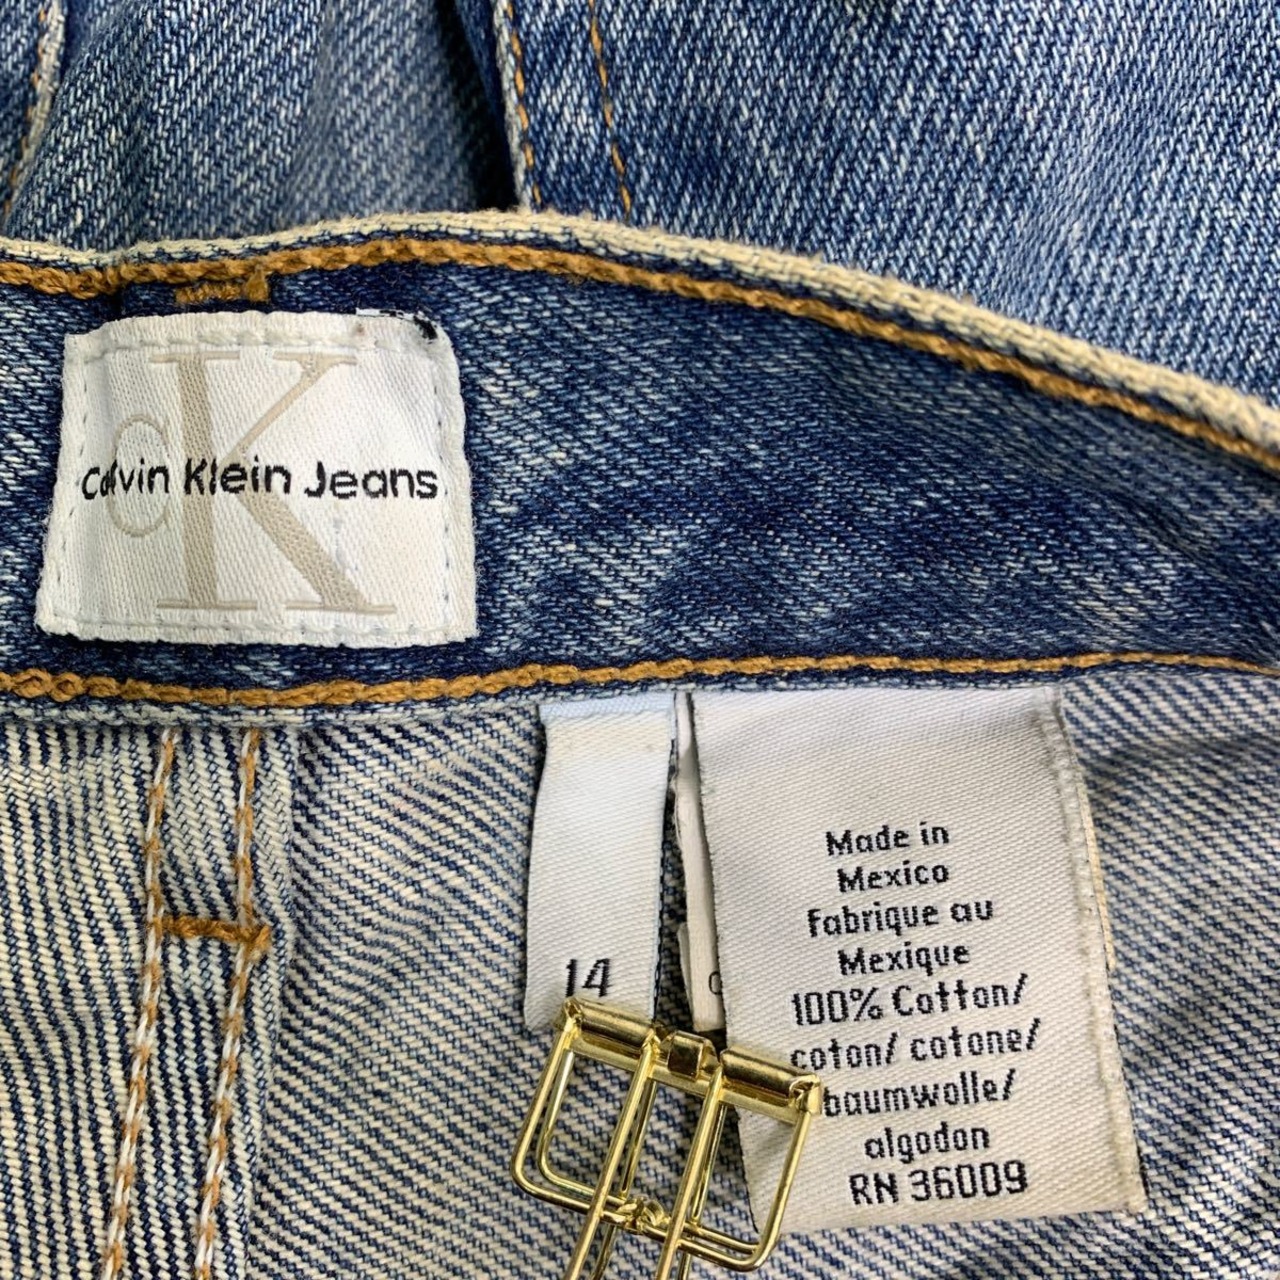 CK
Calvin Klein Jeans
14
Made in
Mexico
Fabrique au
Mexique
100% Cotton/
coton/ cotone/
baumwolle/
algodon
RN 36009